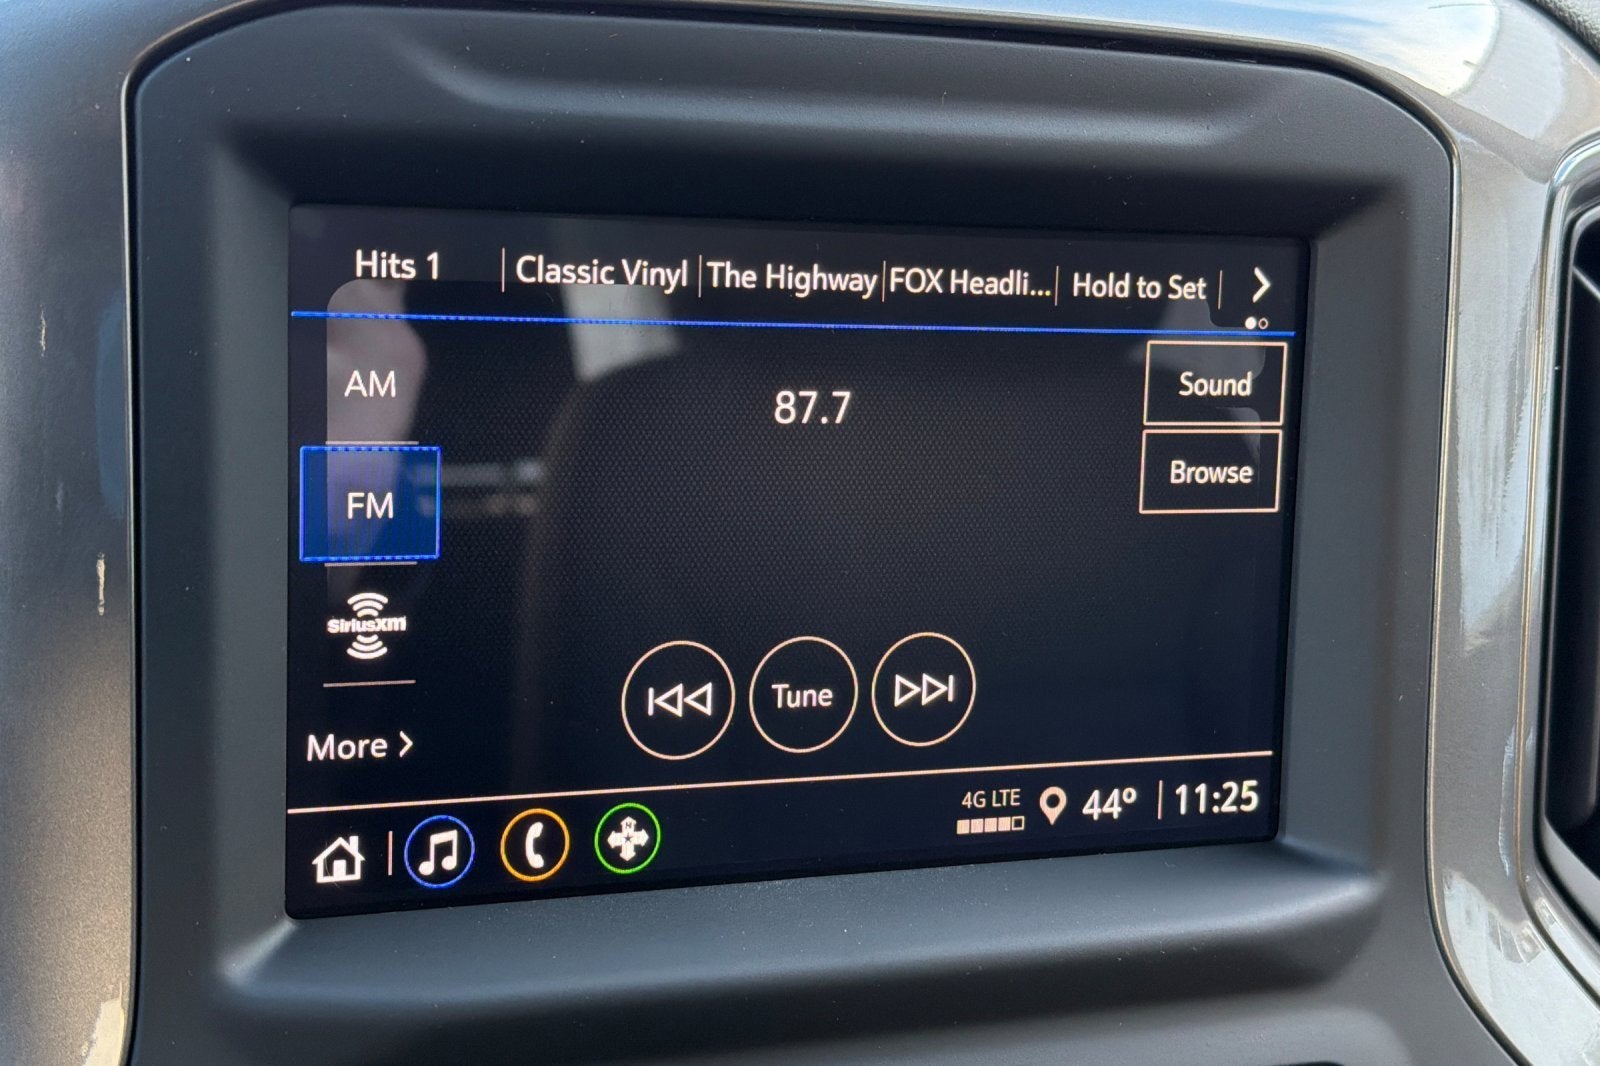 Hits 1
Classic Vinyl
The Highway
FOX Headli...
Hold to Set
AM
87.7
Sound
FM
Browse
SiriusXM
Tune
More
4G LTE
44°
11:25
N